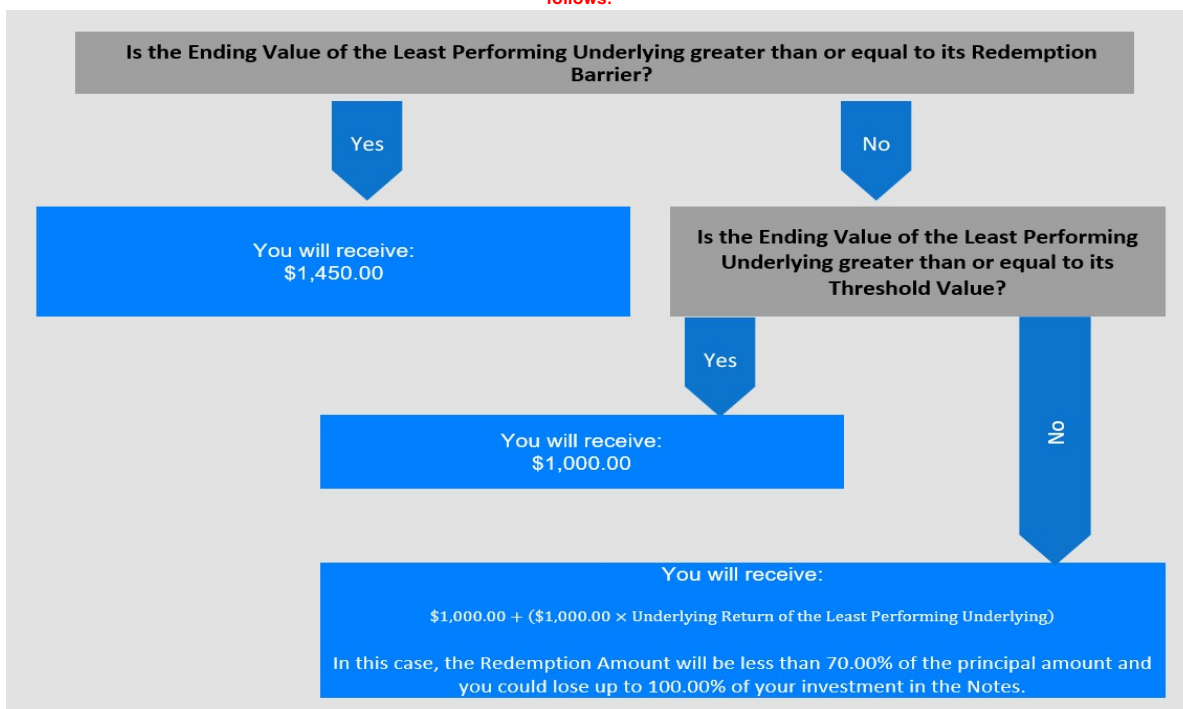 follows:
Is the Ending Value of the Least Performing Underlying greater than or equal to its Redemption
Barrier?
Yes
No
You will receive:
$1,450.00
Is the Ending Value of the Least Performing
Underlying greater than or equal to its
Threshold Value?
Yes
No
You will receive:
$1,000.00
You will receive:
$1,000.00 + ($1,000.00 × Underlying Return of the Least Performing Underlying)
In this case, the Redemption Amount will be less than 70.00% of the principal amount and
you could lose up to 100.00% of your investment in the Notes.